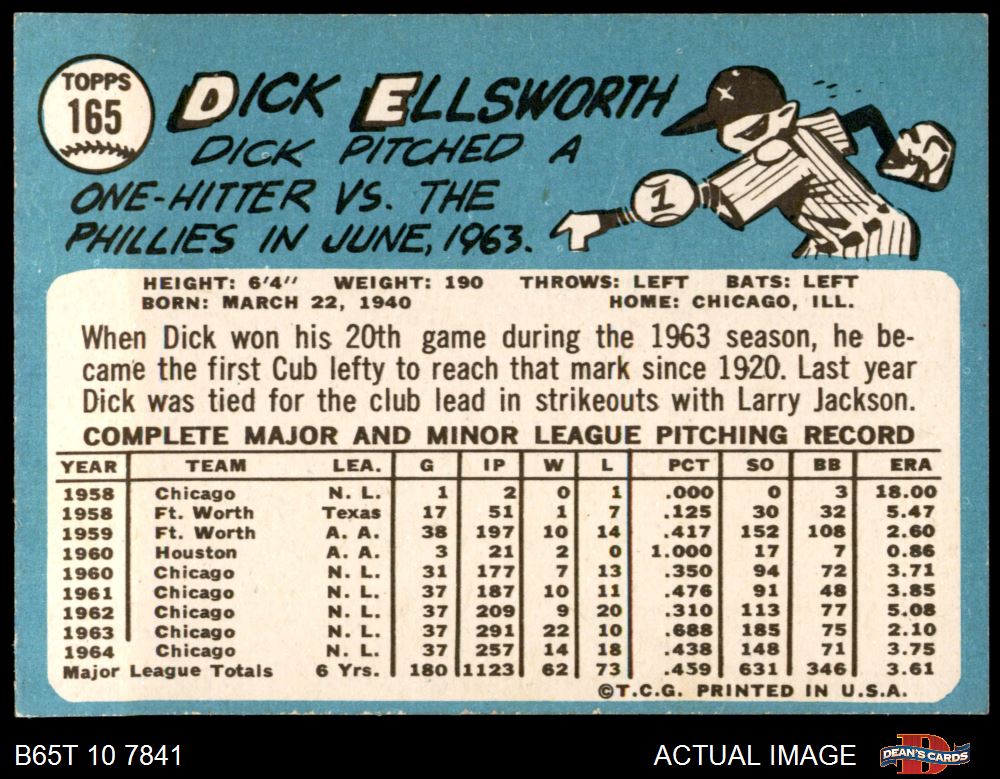 TOPPS
165
DICK ELLSWORTH
DICK PITCHED A
ONE-HITTER VS. THE
PHILLIES IN JUNE, 1963.
1
HEIGHT: 6'4" WEIGHT: 190 THROWS: LEFT BATS: LEFT
BORN: MARCH 22, 1940 HOME: CHICAGO, ILL.
When Dick won his 20th game during the 1963 season, he be-
came the first Cub lefty to reach that mark since 1920. Last year
Dick was tied for the club lead in strikeouts with Larry Jackson.
COMPLETE MAJOR AND MINOR LEAGUE PITCHING RECORD
YEAR TEAM LEA. G IP W L PCT SO BB ERA
1958 Chicago N. L. 1 2 0 1 .000 0 3 18.00
1958 Ft. Worth Texas 17 51 1 7 .125 30 32 5.47
1959 Ft. Worth A. A. 38 197 10 14 .417 152 108 2.60
1960 Houston A. A. 3 21 2 0 1.000 17 7 0.86
1960 Chicago N. L. 31 177 7 13 .350 94 72 3.71
1961 Chicago N. L. 37 187 10 11 .476 91 48 3.85
1962 Chicago N. L. 37 209 9 20 .310 113 77 5.08
1963 Chicago N. L. 37 291 22 10 .688 185 75 2.10
1964 Chicago N. L. 37 257 14 18 .438 148 71 3.75
Major League Totals 6 Yrs. 180 1123 62 73 .459 631 346 3.61
©T.C.G. PRINTED IN U.S.A.
B65T 10 7841 ACTUAL IMAGE DEAN'S CARDS